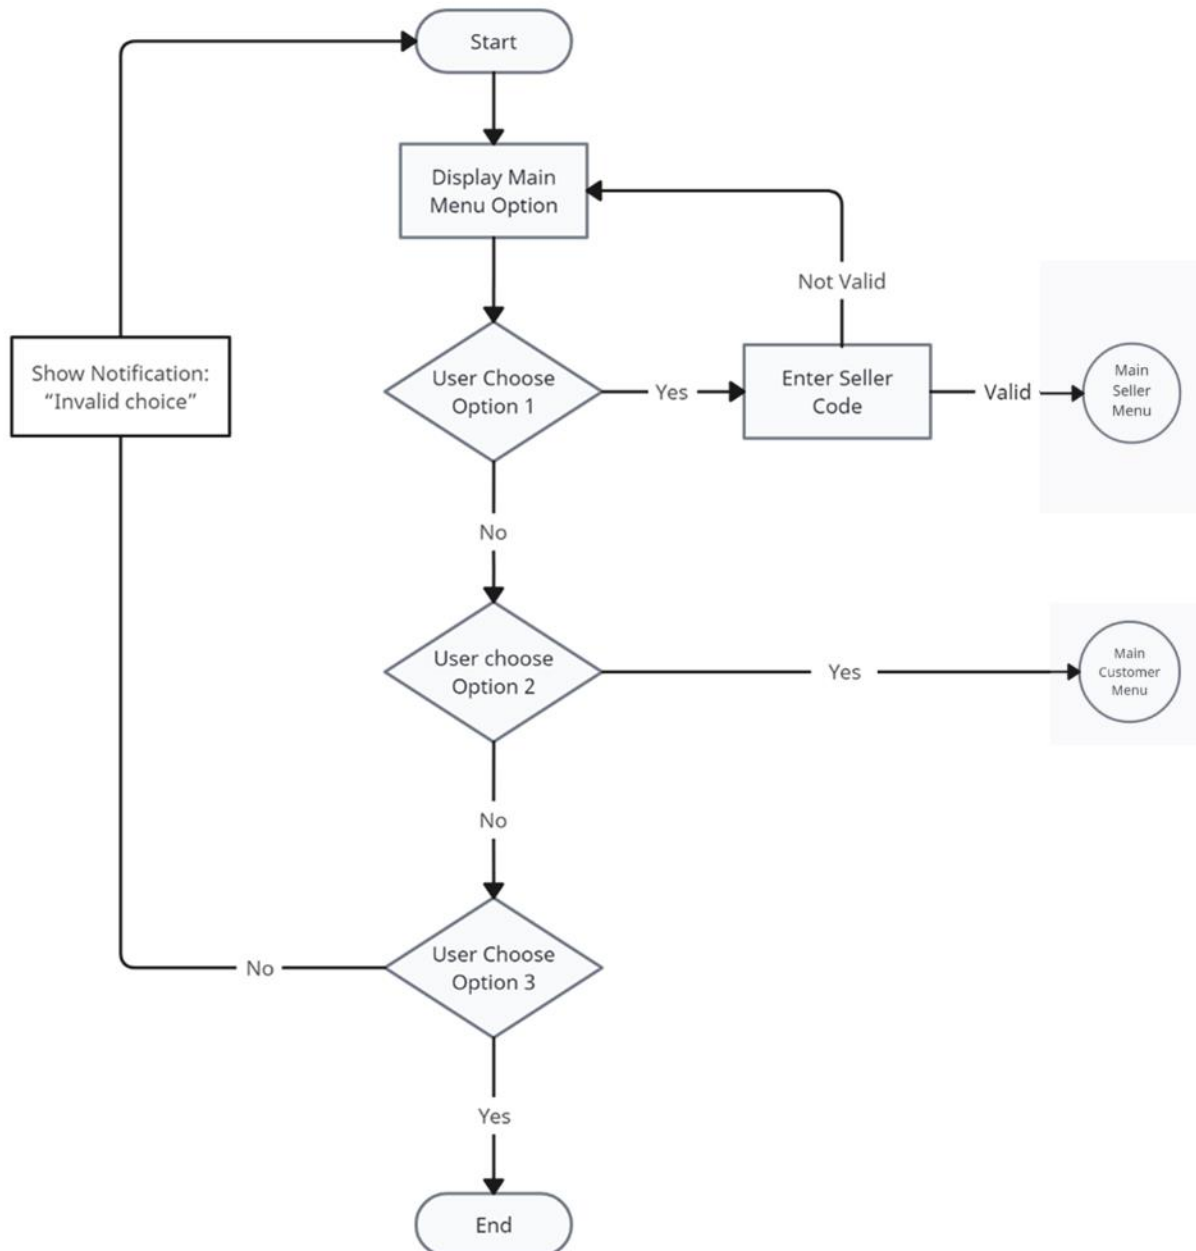 Start
Display Main
Menu Option
Not Valid
Show Notification:
“Invalid choice”
User Choose
Option 1
Yes
Enter Seller
Code
Valid
Main
Seller
Menu
No
User choose
Option 2
Yes
Main
Customer
Menu
No
User Choose
Option 3
No
Yes
End